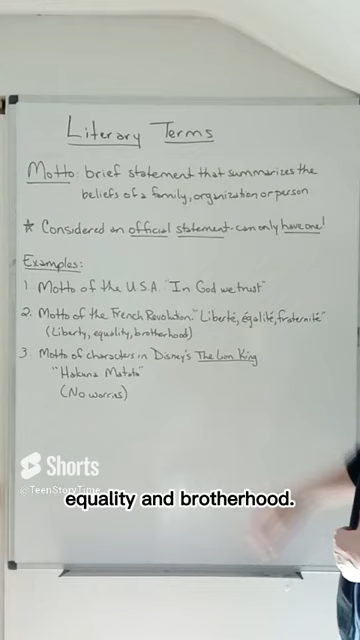 Literary Terms
Motto: brief statement that summarizes the
beliefs of a family, organization or person
* Considered an official statement - can only have one!
Examples:
1 Motto of the U.S.A. "In God we trust"
2. Motto of the French Revolution: "Liberté, égalité, fraternité"
(Liberty, equality, brotherhood)
3 Motto of characters in Disney's The Lion King
"Hakuna Matata"
(No worries)
Shorts
@TeenStoryTime
equality and brotherhood.